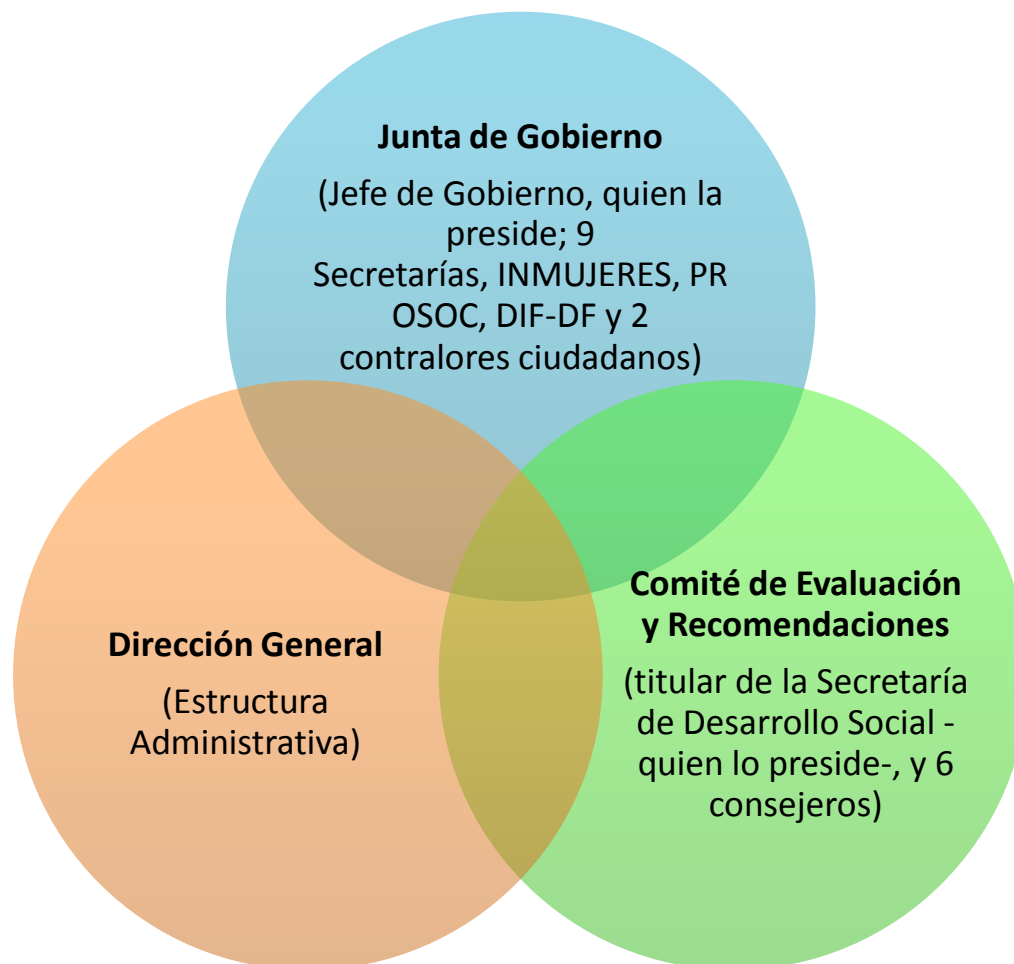 Junta de Gobierno
(Jefe de Gobierno, quien la
preside; 9
Secretarías, INMUJERES, PR
OSOC, DIF-DF y 2
contralores ciudadanos)
Dirección General
(Estructura
Administrativa)
Comité de Evaluación
y Recomendaciones
(titular de la Secretaría
de Desarrollo Social -
quien lo preside-, y 6
consejeros)